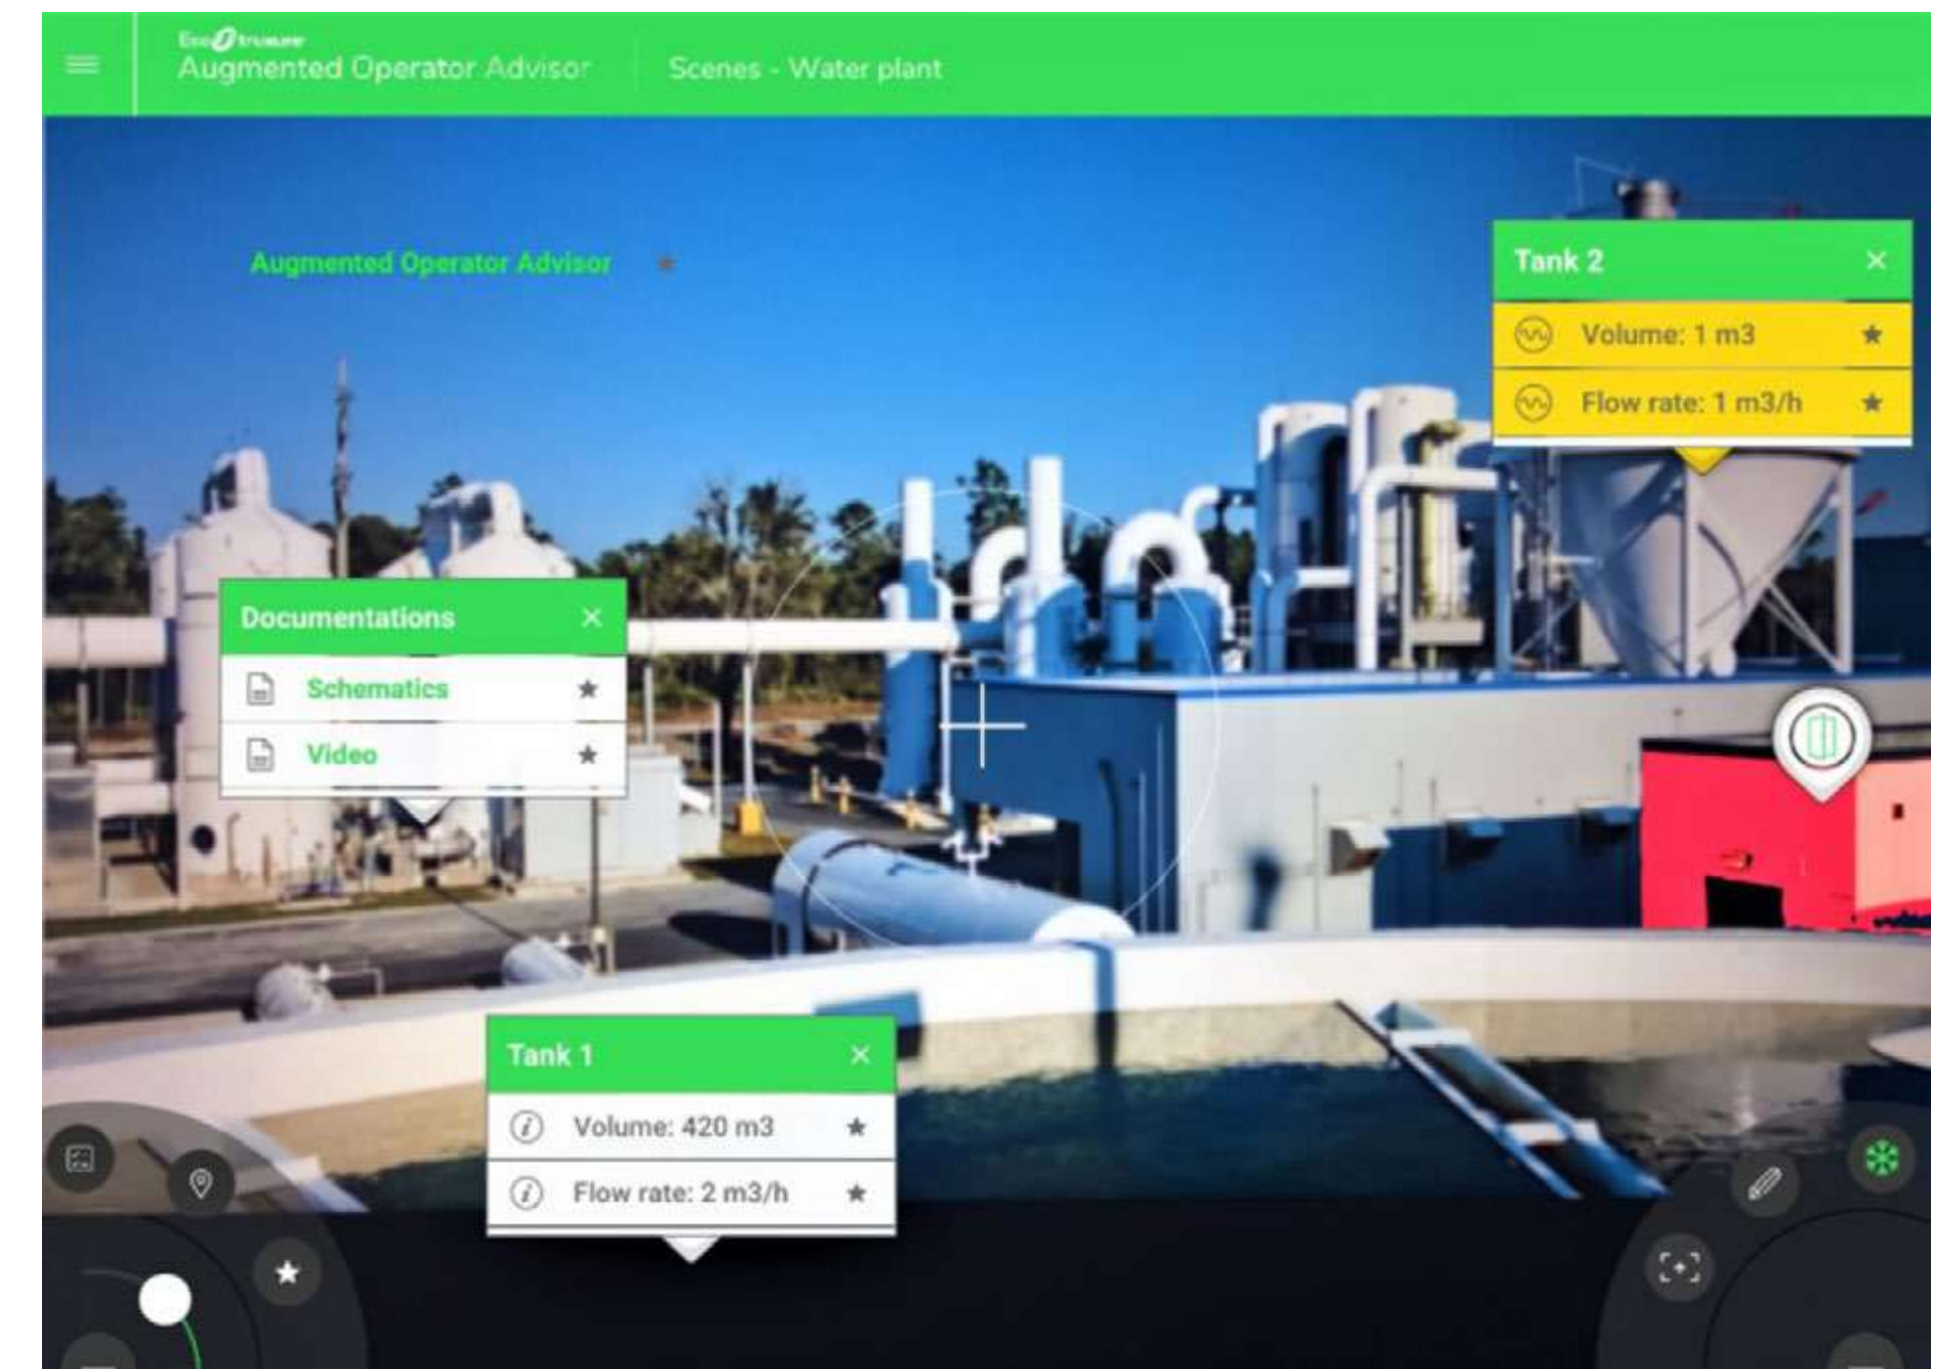 EcoStruxure
Augmented Operator Advisor
Scenes - Water plant
Augmented Operator Advisor
Tank 2
Volume: 1 m3
Flow rate: 1 m3/h
Documentations
Schematics
Video
Tank 1
Volume: 420 m3
Flow rate: 2 m3/h